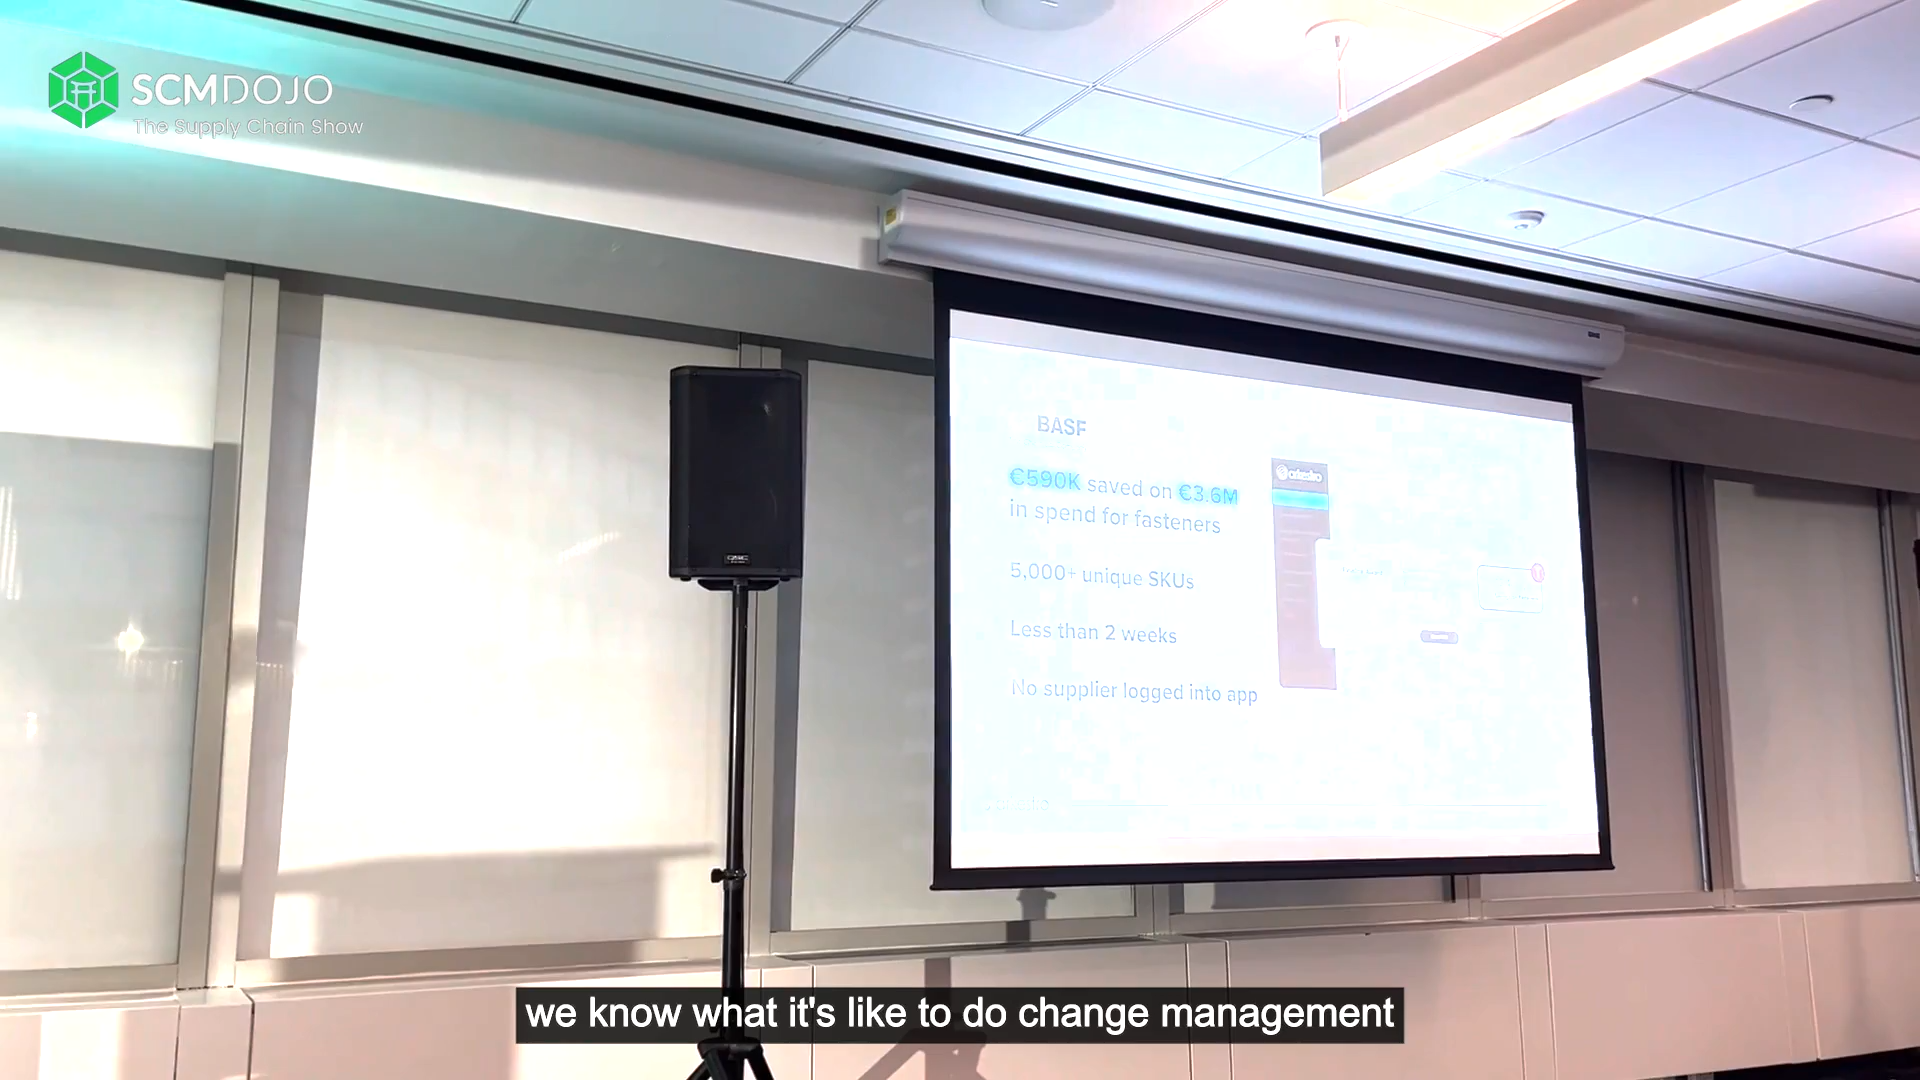 SCMDOJO
The Supply Chain Show
BASF
€590K saved on €3.6M
in spend for fasteners
5,000+ unique SKUs
Less than 2 weeks
No supplier logged into app
we know what it's like to do change management